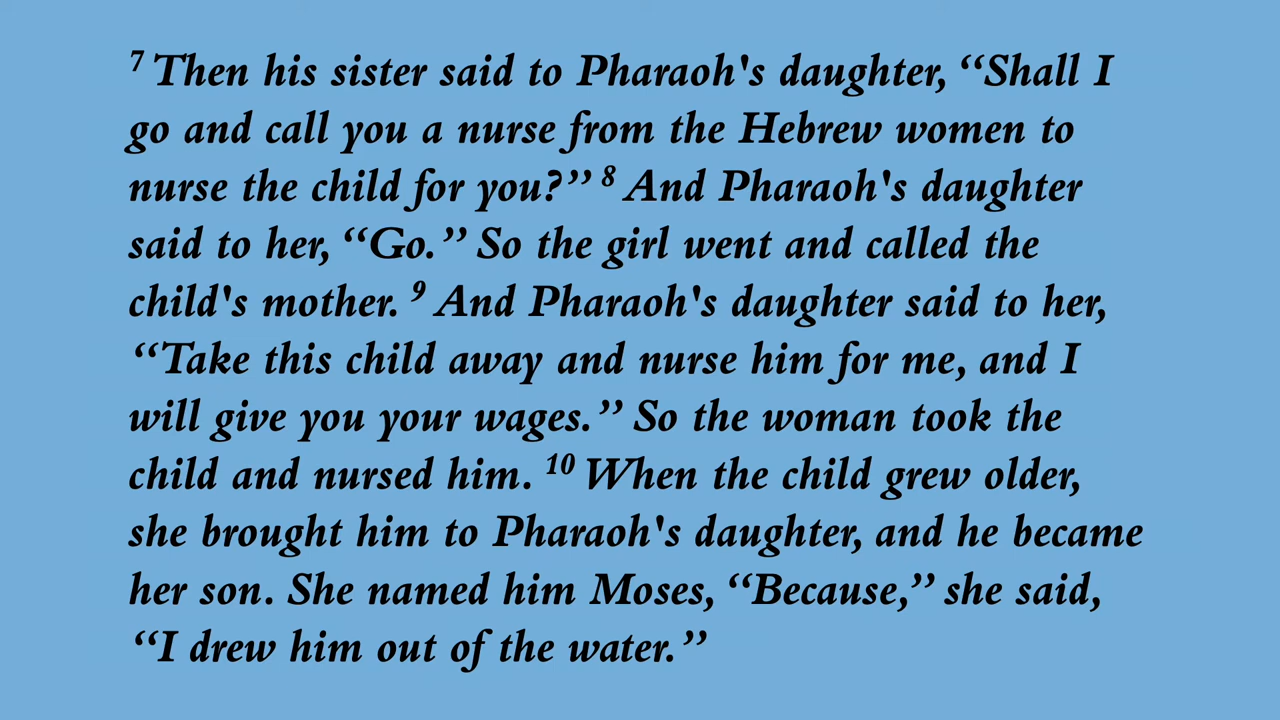 7 Then his sister said to Pharaoh's daughter, “Shall I
go and call you a nurse from the Hebrew women to
nurse the child for you?” 8 And Pharaoh's daughter
said to her, “Go.” So the girl went and called the
child's mother. 9 And Pharaoh's daughter said to her,
“Take this child away and nurse him for me, and I
will give you your wages.” So the woman took the
child and nursed him. 10 When the child grew older,
she brought him to Pharaoh's daughter, and he became
her son. She named him Moses, “Because,” she said,
“I drew him out of the water.”